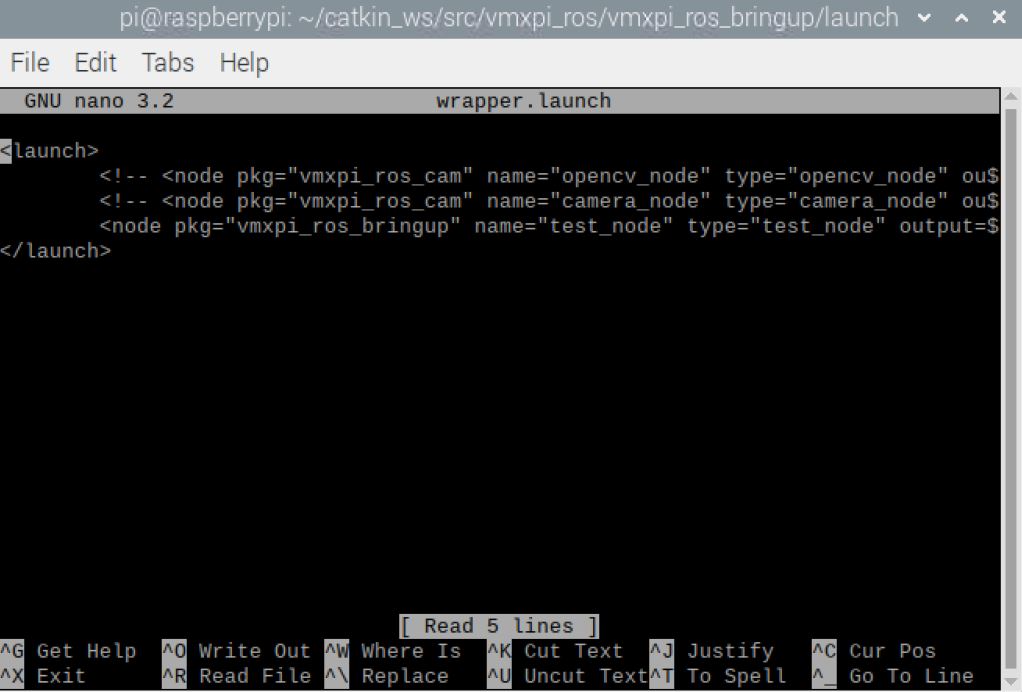 pi@raspberrypi: ~/catkin_ws/src/vmxpi_ros/vmxpi_ros_bringup/launch
File Edit Tabs Help
GNU nano 3.2 wrapper.launch
<launch>
<!-- <node pkg="vmxpi_ros_cam" name="opencv_node" type="opencv_node" ou$
<!-- <node pkg="vmxpi_ros_cam" name="camera_node" type="camera_node" ou$
<node pkg="vmxpi_ros_bringup" name="test_node" type="test_node" output=$
</launch>
[ Read 5 lines ]
^G Get Help ^O Write Out ^W Where Is ^K Cut Text ^J Justify ^C Cur Pos
^X Exit ^R Read File ^\ Replace ^U Uncut Text ^T To Spell ^_ Go To Line